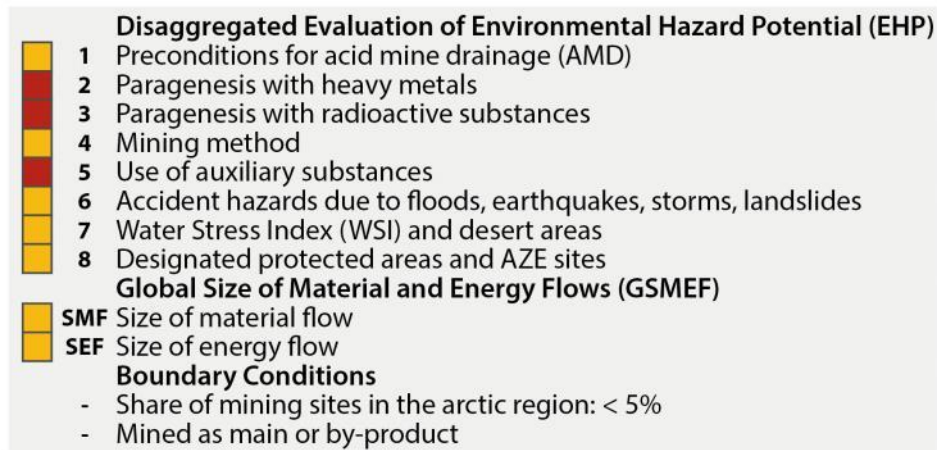 Disaggregated Evaluation of Environmental Hazard Potential (EHP)
1 Preconditions for acid mine drainage (AMD)
2 Paragenesis with heavy metals
3 Paragenesis with radioactive substances
4 Mining method
5 Use of auxiliary substances
6 Accident hazards due to floods, earthquakes, storms, landslides
7 Water Stress Index (WSI) and desert areas
8 Designated protected areas and AZE sites
Global Size of Material and Energy Flows (GSMEF)
SMF Size of material flow
SEF Size of energy flow
Boundary Conditions
- Share of mining sites in the arctic region: < 5%
- Mined as main or by-product